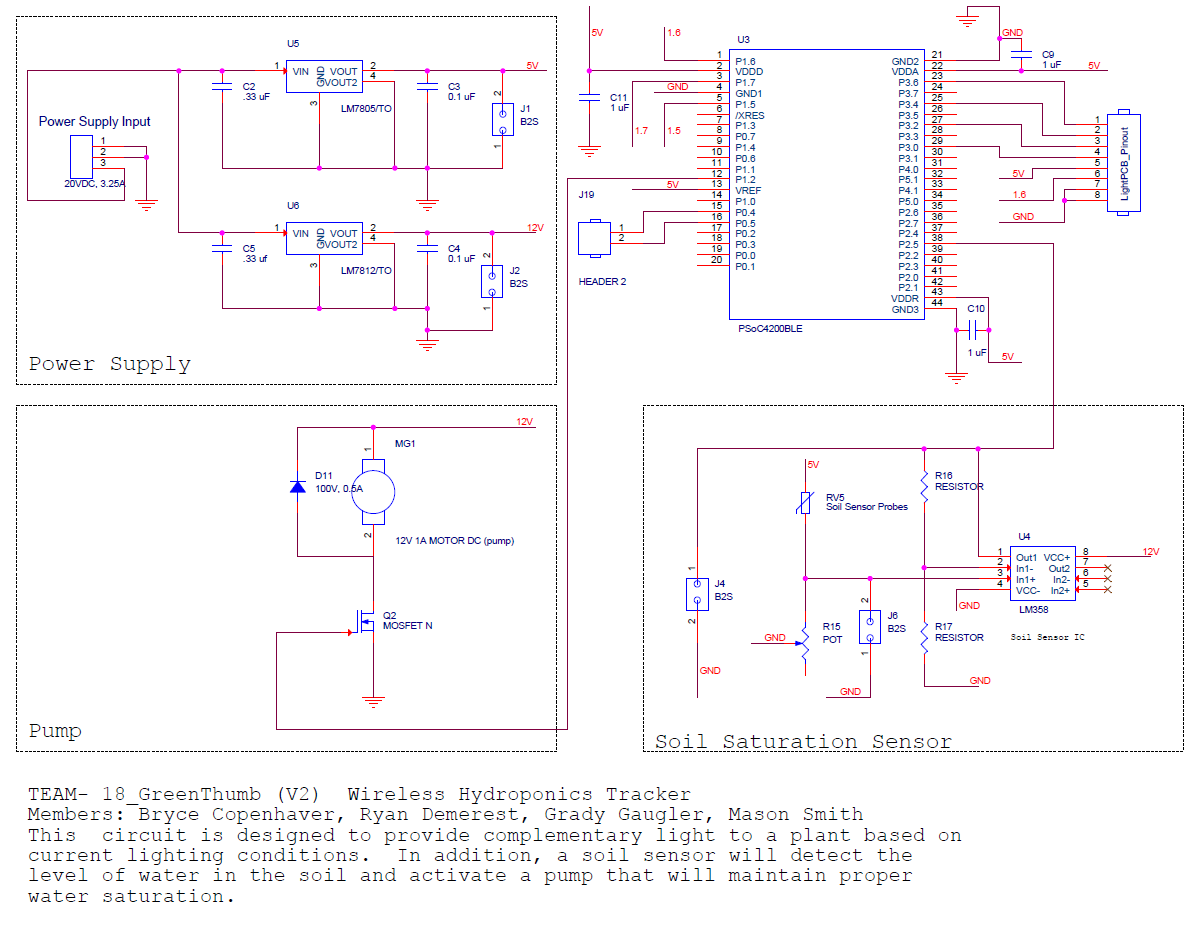 U5
VIN
GND
VOUT
GVOUT2
1
2
4
3
LM7805/TO
5V
C2
.33 uF
C3
0.1 uF
J1
B2S
2
1
Power Supply Input
1
2
3
20VDC, 3.25A
U6
VIN
GND
VOUT
GVOUT2
1
2
4
3
LM7812/TO
12V
C5
.33 uf
C4
0.1 uF
J2
B2S
2
1
Power Supply
5V
1.6
C11
1 uF
GND
1.7
1.5
5V
J19
1
2
HEADER 2
U3
1 P1.6
2 VDDD
3 P1.7
4 GND1
5 P1.5
6 /XRES
7 P1.3
8 P0.7
9 P1.4
10 P0.6
11 P1.1
12 P1.2
13 VREF
14 P1.0
15 P0.4
16 P0.5
17 P0.2
18 P0.3
19 P0.0
20 P0.1
GND2 21
VDDA 22
P3.6 23
P3.7 24
P3.4 25
P3.5 26
P3.2 27
P3.3 28
P3.0 29
P3.1 30
P4.0 31
P5.1 32
P4.1 33
P5.0 34
P2.6 35
P2.7 36
P2.4 37
P2.5 38
P2.2 39
P2.3 40
P2.0 41
P2.1 42
VDDR 43
GND3 44
PSoC4200BLE
GND
C9
1 uF
5V
1
2
3
4
5
6
7
8
LightPCB_Pinout
5V
1.6
GND
C10
1 uF
5V
12V
MG1
1
2
D11
100V, 0.5A
12V 1A MOTOR DC (pump)
Q2
MOSFET N
Pump
5V
RV5
Soil Sensor Probes
R16
RESISTOR
U4
1 Out1 VCC+ 8
2 In1- Out2 7
3 In1+ In2- 6
4 VCC- In2+ 5
12V
LM358
GND
Soil Sensor IC
1
J4
B2S
2
GND
R15
POT
GND
2
J6
B2S
1
GND
R17
RESISTOR
GND
Soil Saturation Sensor
TEAM- 18_GreenThumb (V2) Wireless Hydroponics Tracker
Members: Bryce Copenhaver, Ryan Demerest, Grady Gaugler, Mason Smith
This circuit is designed to provide complementary light to a plant based on
current lighting conditions. In addition, a soil sensor will detect the
level of water in the soil and activate a pump that will maintain proper
water saturation.